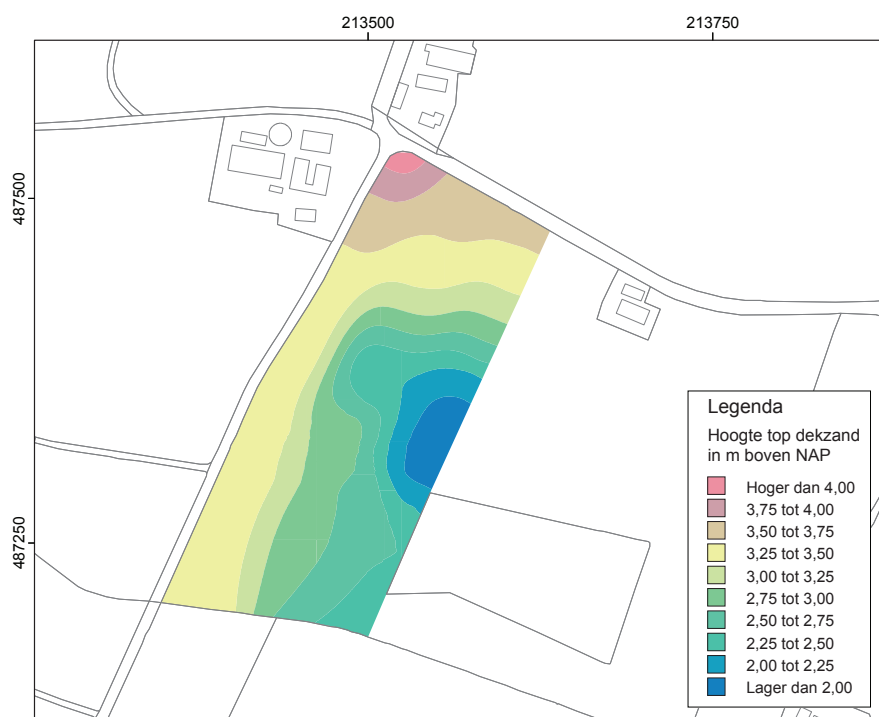 213500
213750
487500
487250
Legenda
Hoogte top dekzand
in m boven NAP
Hoger dan 4,00
3,75 tot 4,00
3,50 tot 3,75
3,25 tot 3,50
3,00 tot 3,25
2,75 tot 3,00
2,50 tot 2,75
2,25 tot 2,50
2,00 tot 2,25
Lager dan 2,00